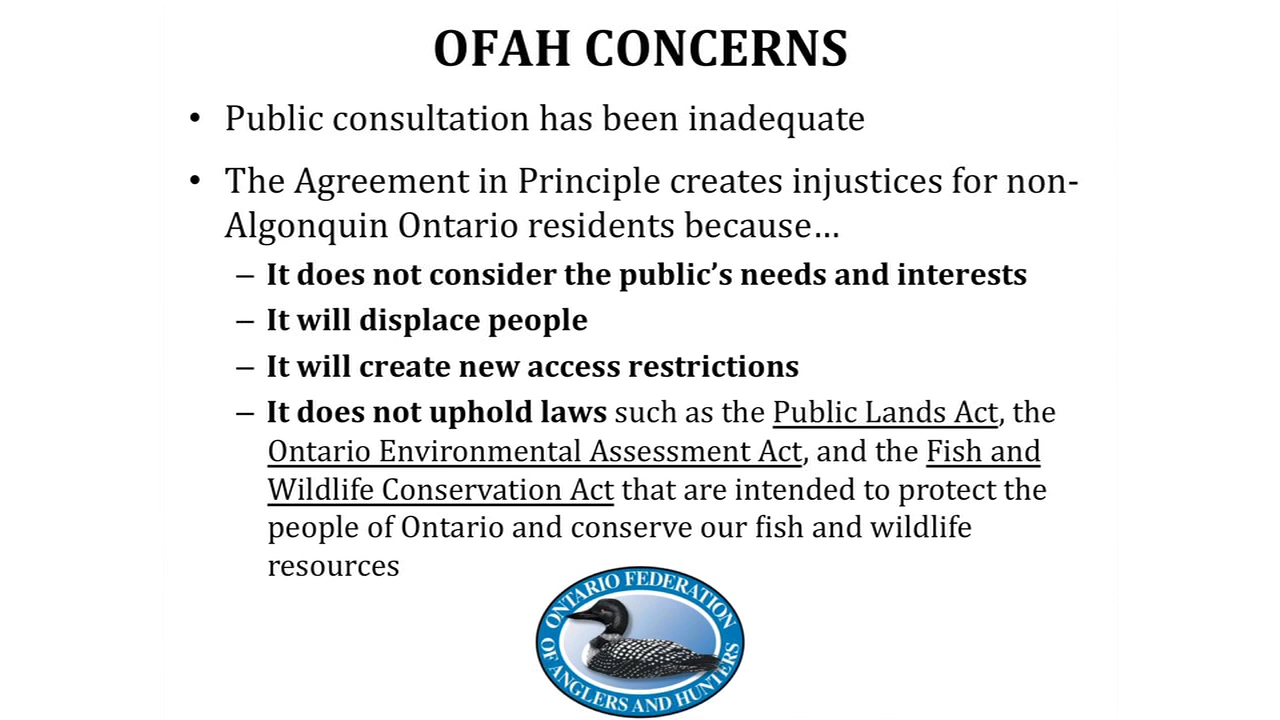 OFAH CONCERNS
• Public consultation has been inadequate
• The Agreement in Principle creates injustices for non-
Algonquin Ontario residents because…
– It does not consider the public’s needs and interests
– It will displace people
– It will create new access restrictions
– It does not uphold laws such as the Public Lands Act, the
Ontario Environmental Assessment Act, and the Fish and
Wildlife Conservation Act that are intended to protect the
people of Ontario and conserve our fish and wildlife
resources
ONTARIO FEDERATION
OF ANGLERS AND HUNTERS